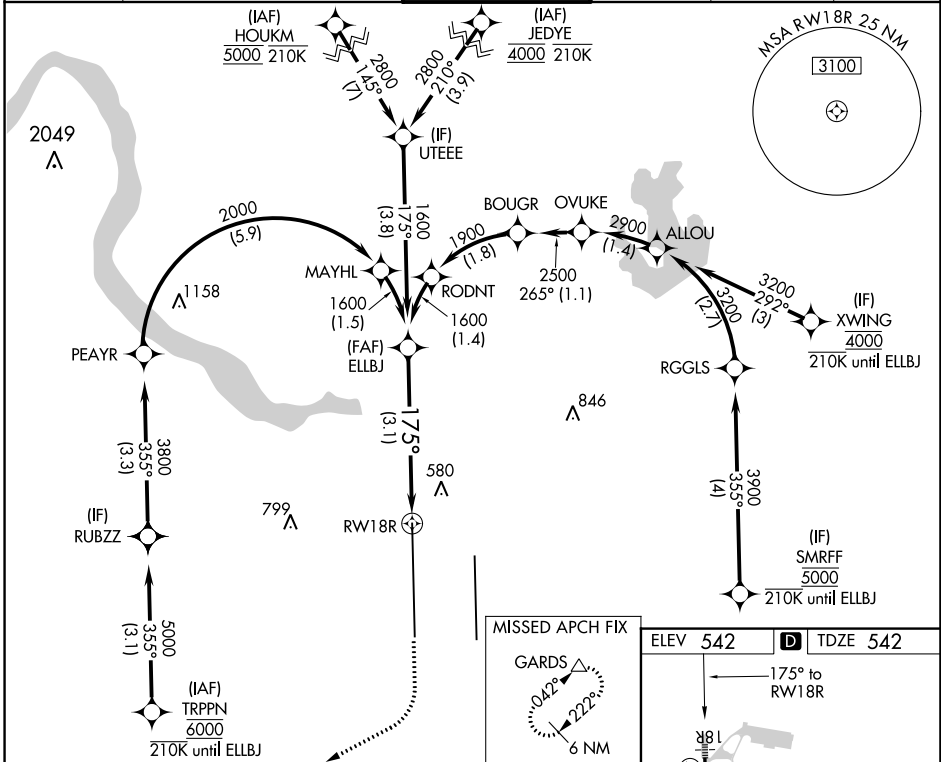 (IAF)
HOUKM
5000 210K
(IAF)
JEDYE
4000 210K
MSA RW18R 25 NM
3100
2800
145°
(7)
2800
210°
(3.9)
2049
(IF)
UTEEE
1600
175°
(3.8)
2000
(5.9)
BOUGR
OVUKE
1900
(1.8)
2900
(1.4)
ALLOU
2500
265° (1.1)
MAYHL
RODNT
1158
1600
(1.5)
1600
(1.4)
3200
(2.7)
3200
292°
(3)
(IF)
XWING
4000
210K until ELLBJ
PEAYR
(FAF)
ELLBJ
RGGLS
846
175°
(3.1)
3800
355°
(3.3)
580
3900
355°
(4)
(IF)
RUBZZ
799
RW18R
(IF)
SMRFF
5000
210K until ELLBJ
5000
355°
(3.1)
(IAF)
TRPPN
6000
210K until ELLBJ
MISSED APCH FIX
GARDS
042°
222°
6 NM
ELEV 542
D
TDZE 542
175° to
RW18R
18R